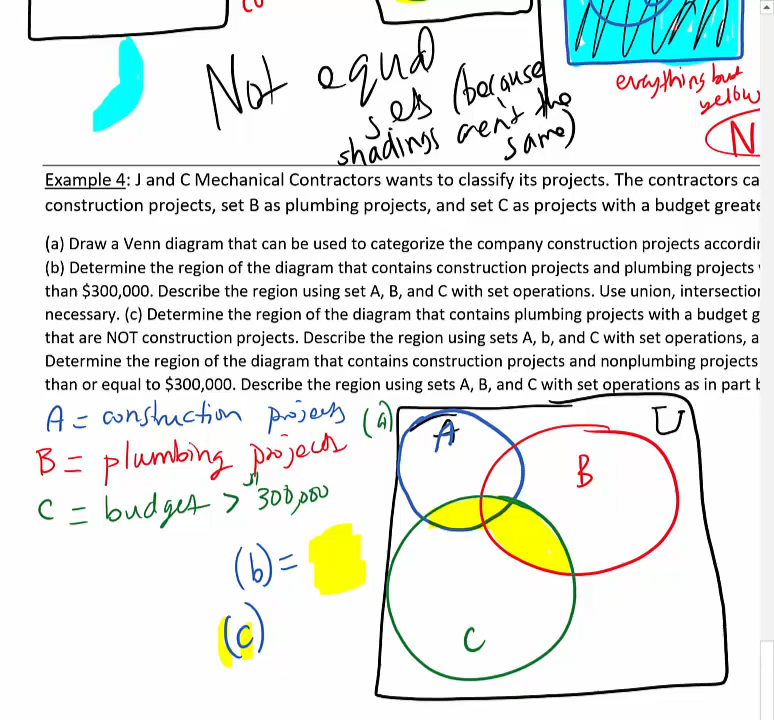 Not equal
sets (because
shadings aren't the
same)
everything but
yellow
N
Example 4: J and C Mechanical Contractors wants to classify its projects. The contractors ca
construction projects, set B as plumbing projects, and set C as projects with a budget greate
(a) Draw a Venn diagram that can be used to categorize the company construction projects accordin
(b) Determine the region of the diagram that contains construction projects and plumbing projects
than $300,000. Describe the region using set A, B, and C with set operations. Use union, intersection
necessary. (c) Determine the region of the diagram that contains plumbing projects with a budget g
that are NOT construction projects. Describe the region using sets A, b, and C with set operations, a
Determine the region of the diagram that contains construction projects and nonplumbing projects
than or equal to $300,000. Describe the region using sets A, B, and C with set operations as in part b
A = construction projects (a)
B = plumbing projects
C = budget > 300,000
(b) =
(c)
U
A
B
C